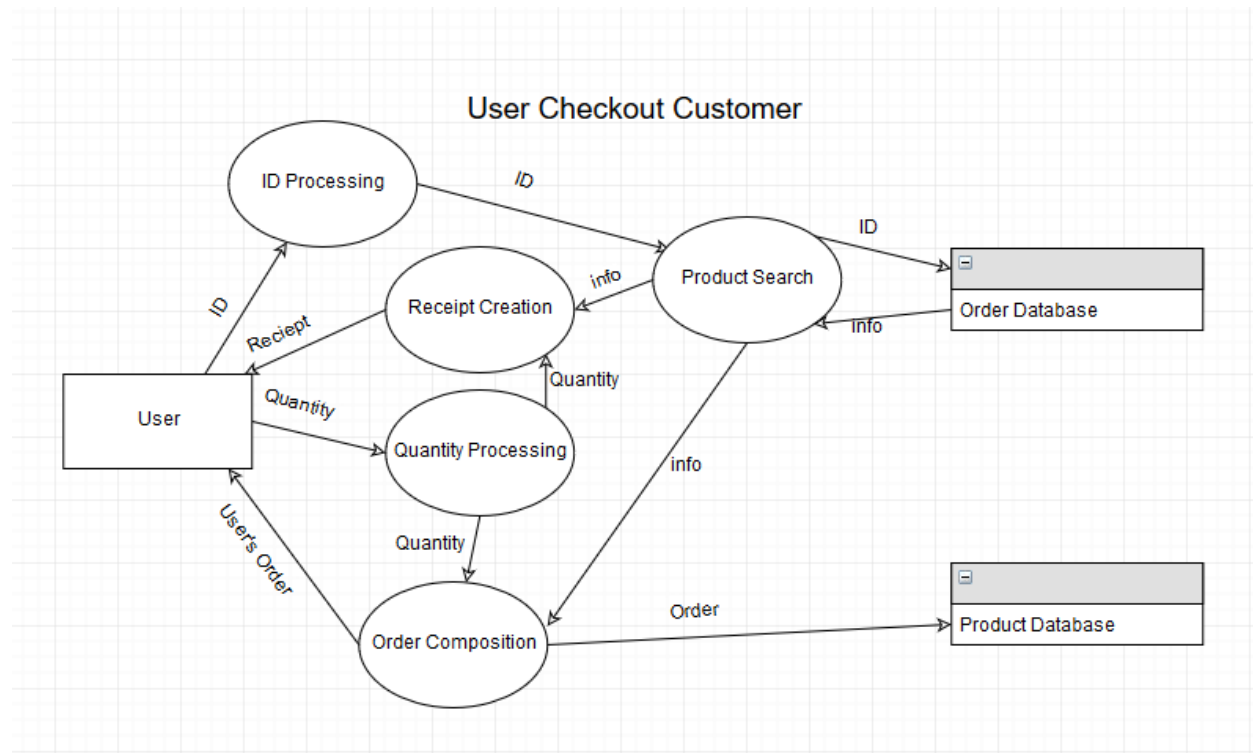 User Checkout Customer
ID Processing
ID
ID
Product Search
ID
info
Receipt Creation
Order Database
info
Reciept
Quantity
Quantity
User
Quantity Processing
info
User's Order
Quantity
Order
Product Database
Order Composition